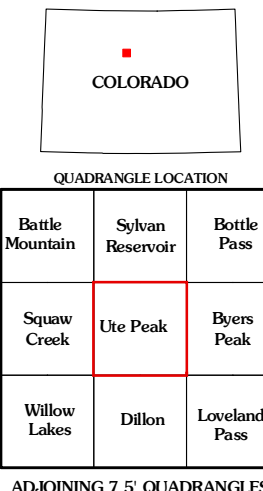 COLORADO
QUADRANGLE LOCATION
Battle
Mountain
Sylvan
Reservoir
Bottle
Pass
Squaw
Creek
Ute Peak
Byers
Peak
Willow
Lakes
Dillon
Loveland
Pass
ADJOINING 7.5' QUADRANGLES